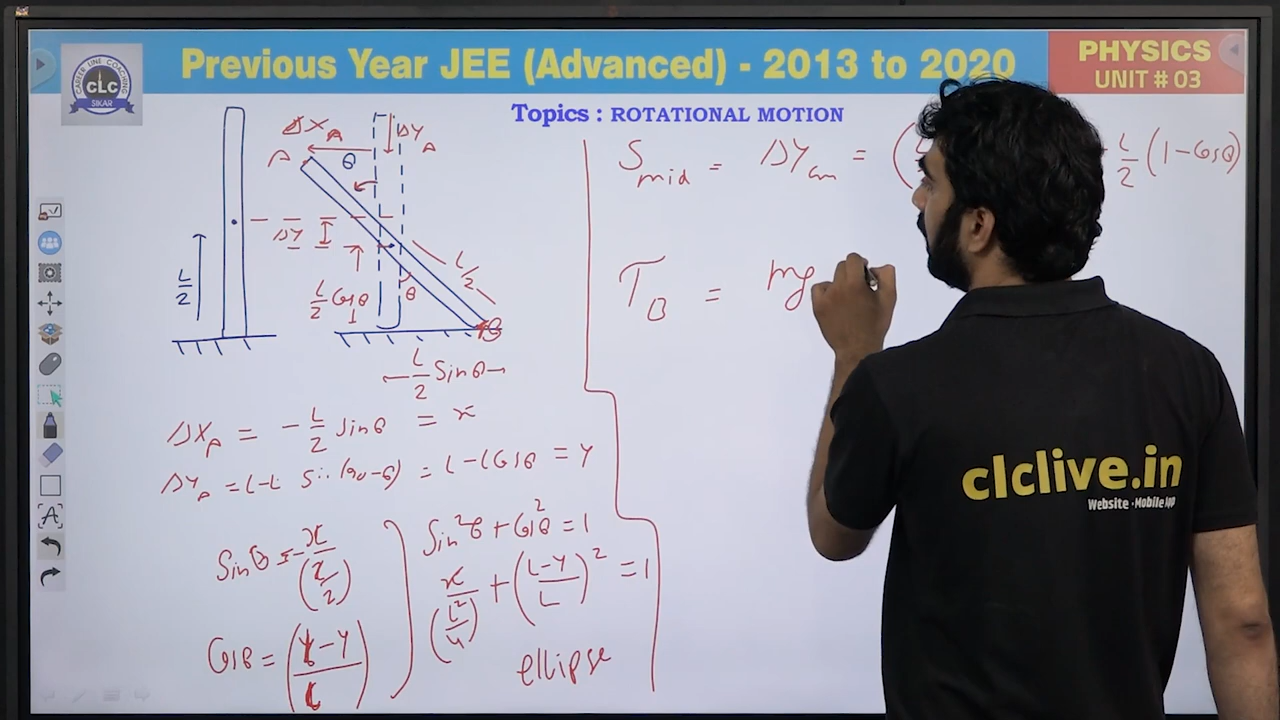 Previous Year JEE (Advanced) - 2013 to 2020
PHYSICS
UNIT # 03
CAREER LINE COACHING
CLC
SIKAR
Topics : ROTATIONAL MOTION
ΔX_A
ΔY_A
A
θ
ΔY
L/2
L/2
L/2 Cosθ
θ
B
L/2 Sinθ
ΔX_A = - L/2 sinθ = x
ΔY_A = L-L Sin(90-θ) = L-LCosθ = Y
Sinθ = -x/(L/2)
Cosθ = (L-Y/L)
Sin²θ + Cos²θ = 1
x/(L²/4) + (L-Y/L)² = 1
ellipse
S_mid = ΔY_cm = ( L/2 (1-Cosθ)
τ_B = mg
clclive.in
Website - Mobile App